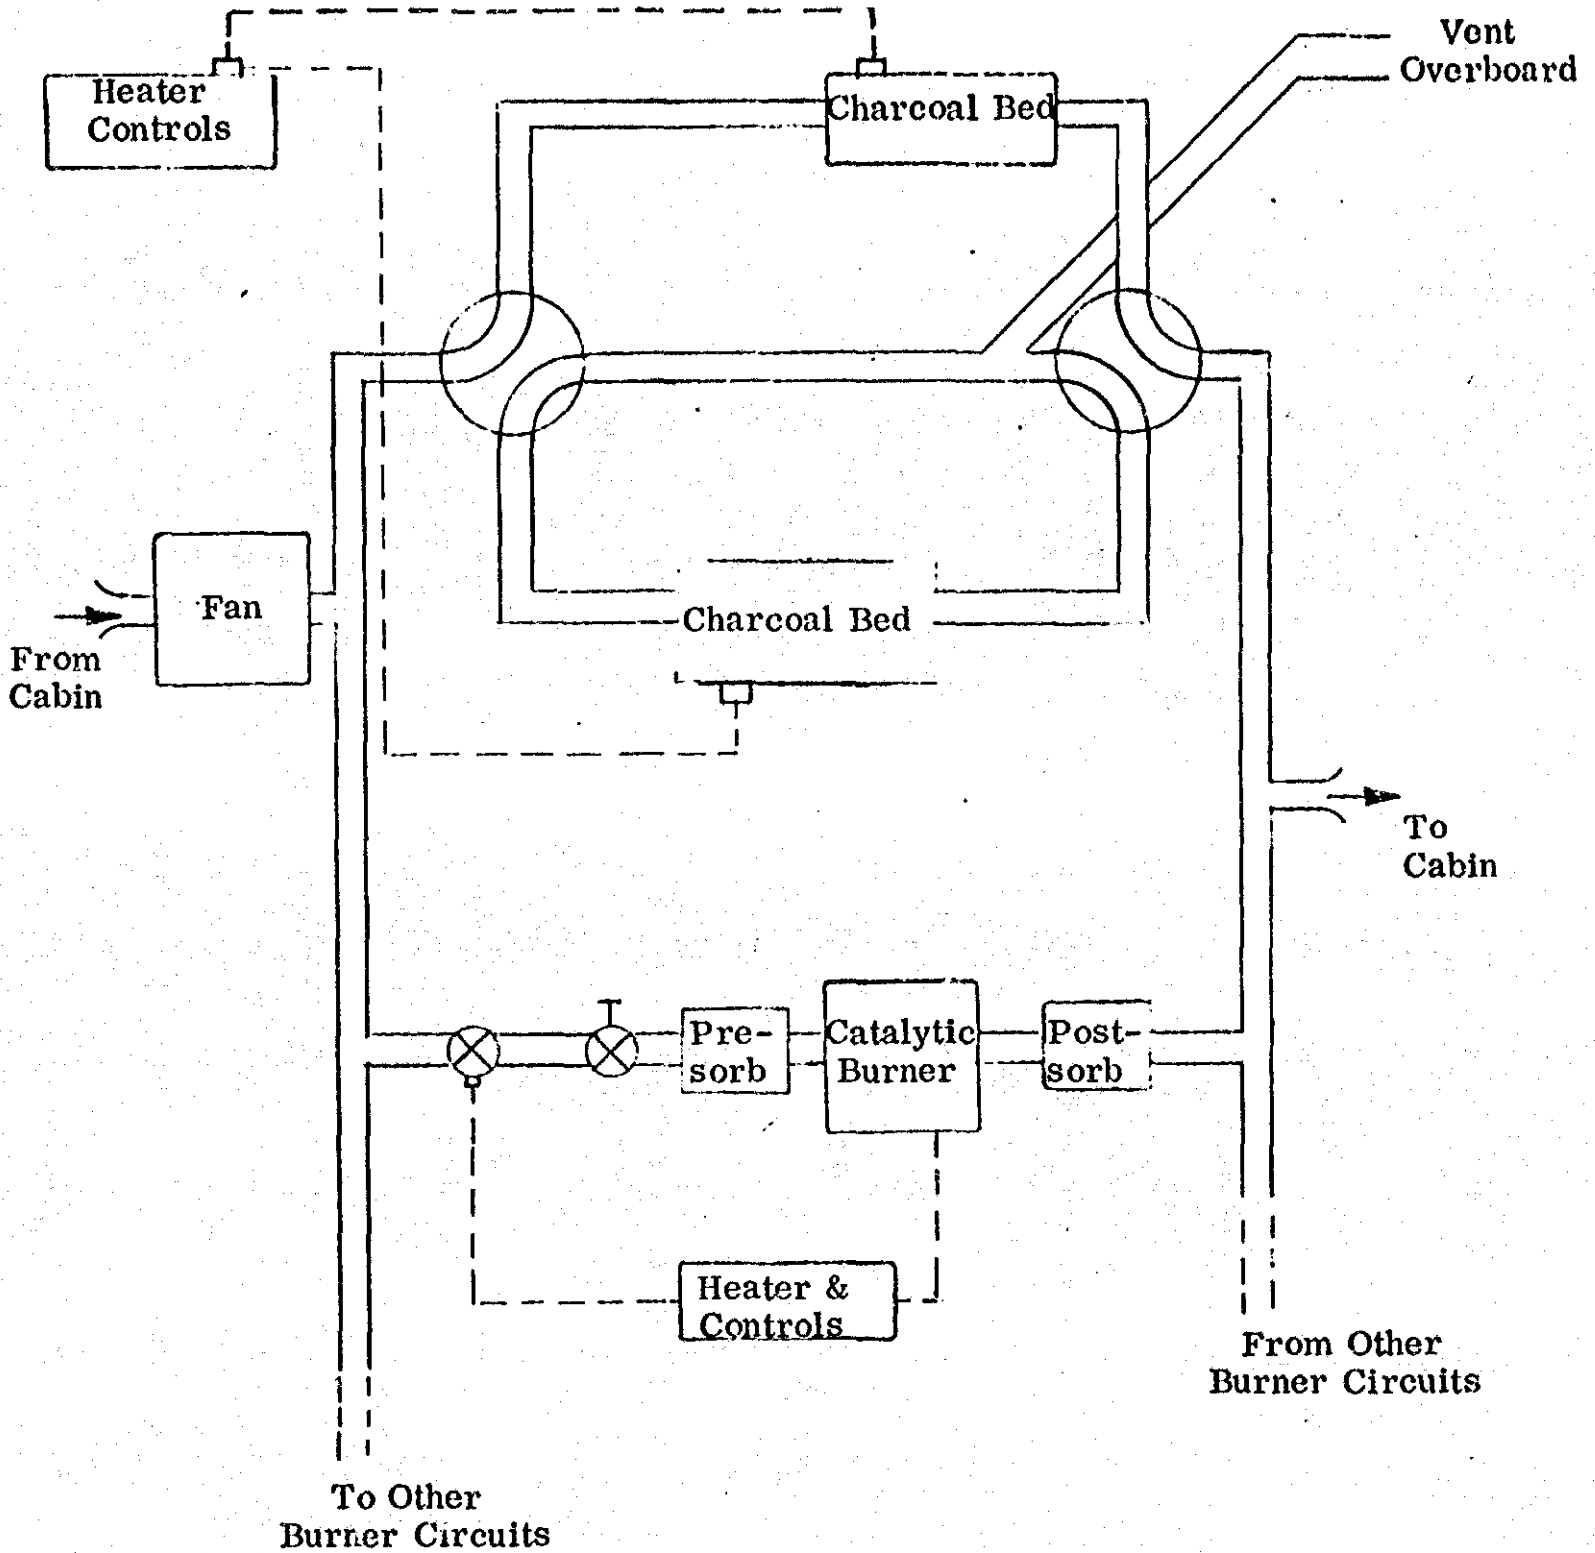 Vent
Overboard
Heater
Controls
Charcoal Bed
Fan
From
Cabin
Charcoal Bed
To
Cabin
Pre-
sorb
Catalytic
Burner
Post-
sorb
Heater &
Controls
From Other
Burner Circuits
To Other
Burner Circuits